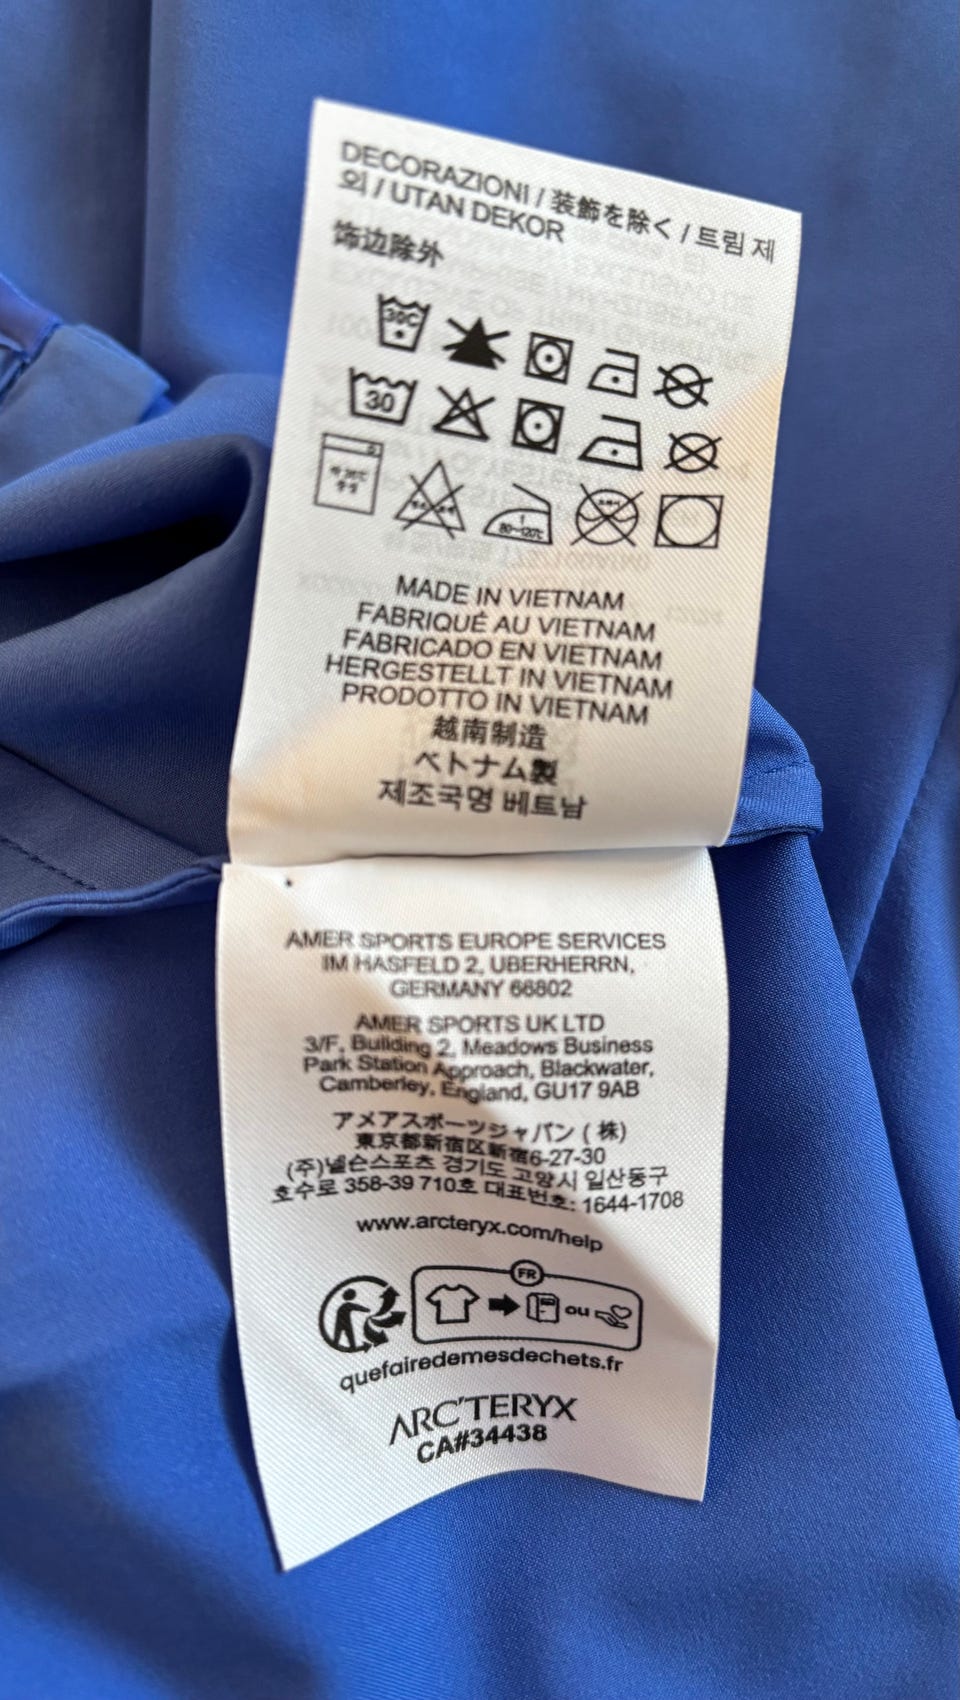 DECORAZIONI / 装飾を除く / 트림 제
외 / UTAN DEKOR
饰边除外
30C
30
80~120℃
MADE IN VIETNAM
FABRIQUÉ AU VIETNAM
FABRICADO EN VIETNAM
HERGESTELLT IN VIETNAM
PRODOTTO IN VIETNAM
越南制造
ベトナム製
제조국명 베트남
AMER SPORTS EUROPE SERVICES
IM HASFELD 2, UBERHERRN,
GERMANY 66802
AMER SPORTS UK LTD
3/F, Building 2, Meadows Business
Park Station Approach, Blackwater,
Camberley, England, GU17 9AB
アメアスポーツジャパン (株)
東京都新宿区新宿6-27-30
(주)넬슨스포츠 경기도 고양시 일산동구
호수로 358-39 710호 대표번호: 1644-1708
www.arcteryx.com/help
FR
ou
quefairedemesdechets.fr
ARC'TERYX
CA#34438